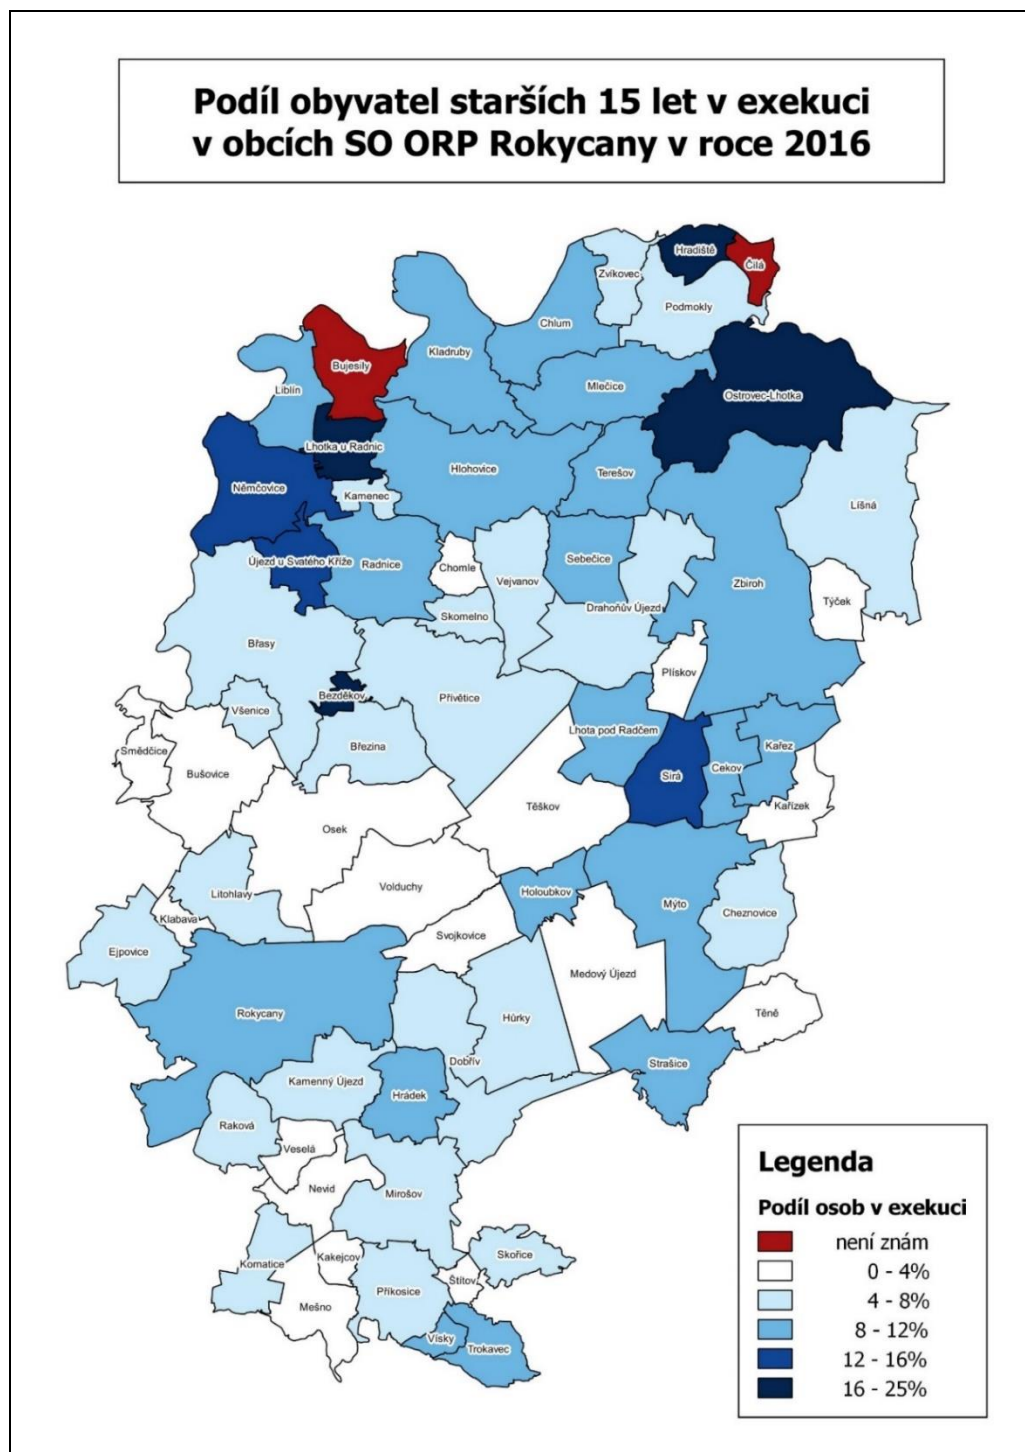 Podíl obyvatel starších 15 let v exekuci
v obcích SO ORP Rokycany v roce 2016
Hradiště
Zvíkovec
Čilá
Podmokly
Chlum
Kladruby
Bujesily
Mlečice
Liblín
Ostrovec-Lhotka
Lhotka u Radnic
Hlohovice
Terešov
Němčovice
Kamenec
Líšná
Újezd u Svatého Kříže
Radnice
Chomle
Vejvanov
Sebečice
Zbiroh
Týček
Drahoňův Újezd
Skomelno
Břasy
Plískov
Bezděkov
Přívětice
Všenice
Lhota pod Radčem
Smědčice
Březina
Kařez
Bušovice
Sirá
Cekov
Těškov
Kařízek
Osek
Volduchy
Litohlavy
Holoubkov
Mýto
Cheznovice
Klabava
Svojkovice
Ejpovice
Medový Újezd
Rokycany
Hůrky
Těně
Dobřív
Strašice
Kamenný Újezd
Hrádek
Raková
Veselá
Nevid
Mirošov
Skořice
Kakejcov
Kornatice
Štítov
Příkosice
Mešno
Vísky
Trokavec
Legenda
Podíl osob v exekuci
není znám
0 - 4%
4 - 8%
8 - 12%
12 - 16%
16 - 25%